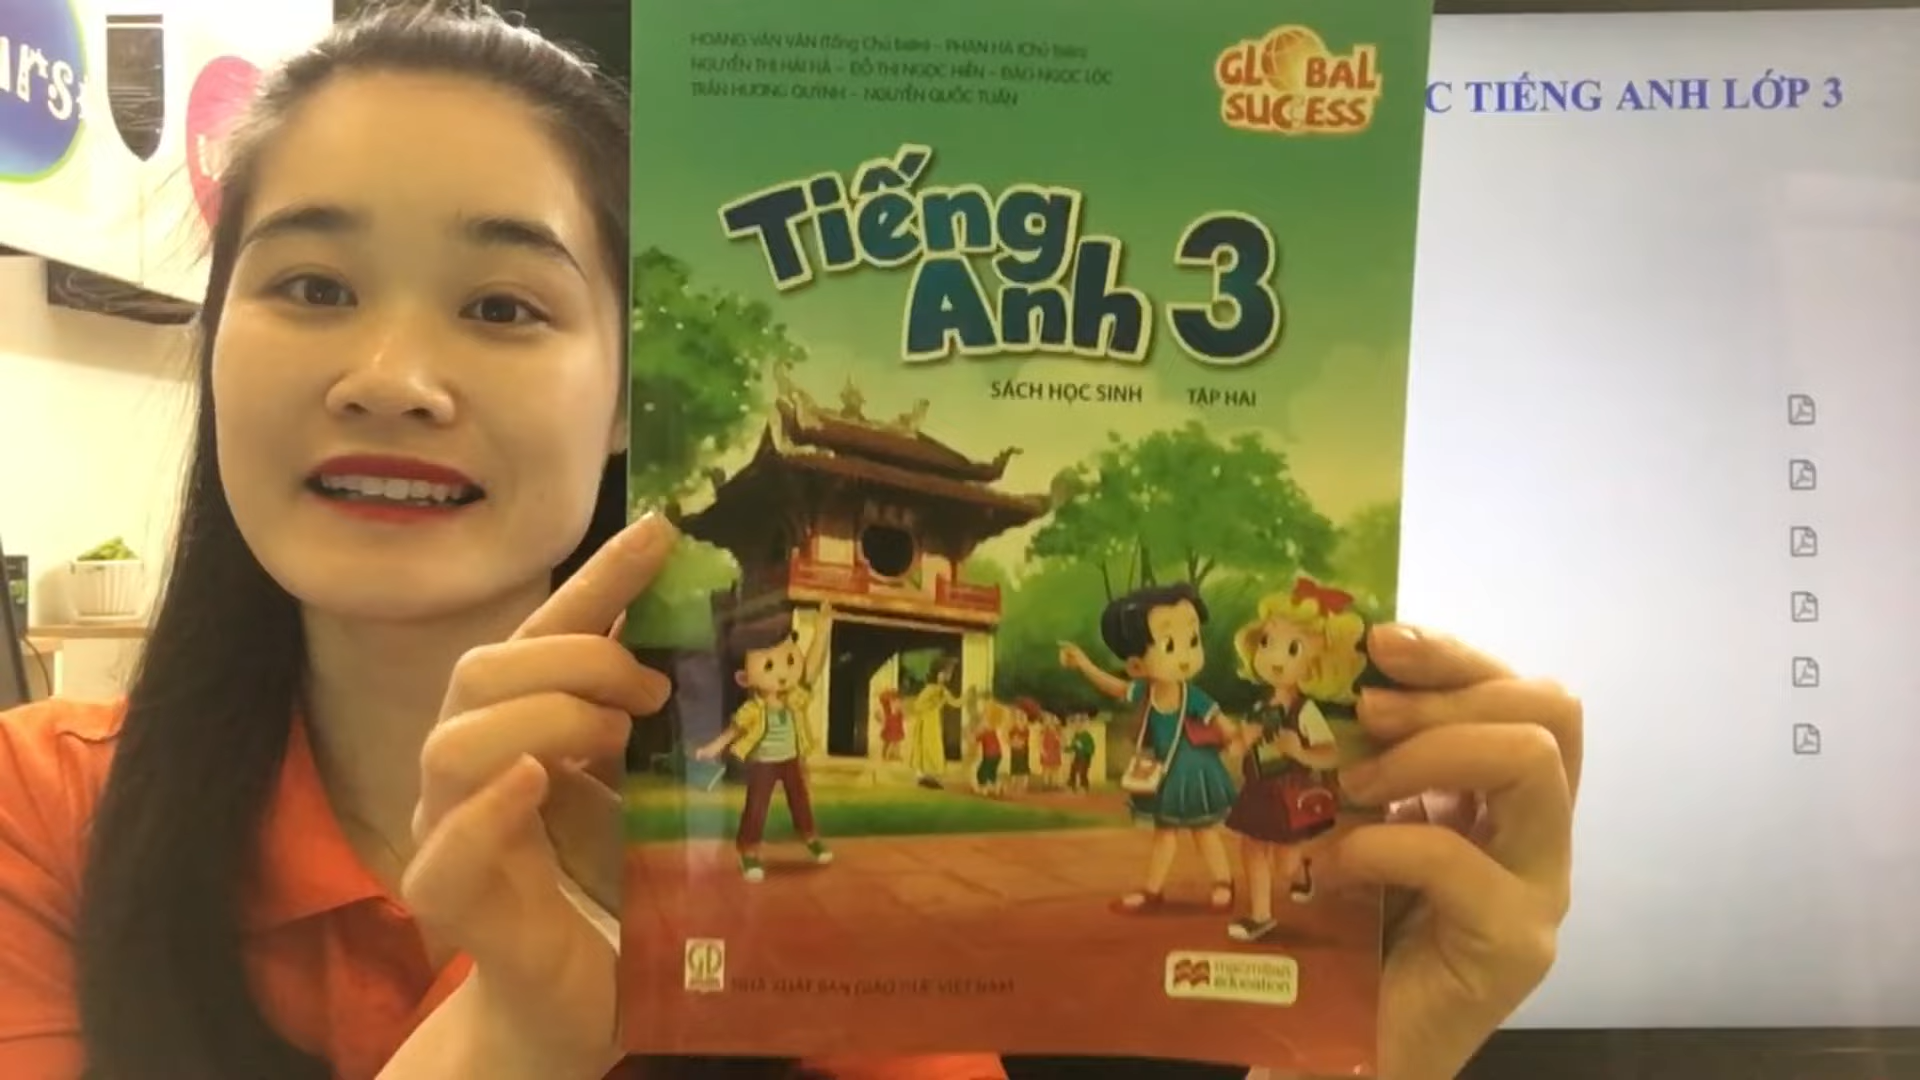 urs
HOÀNG VĂN VÂN (Tổng Chủ biên) – PHAN HÀ (Chủ biên)
NGUYỄN THỊ HẢI HÀ – ĐỖ THỊ NGỌC HIỀN – ĐÀO NGỌC LỘC
TRẦN HƯƠNG QUỲNH – NGUYỄN QUỐC TUẤN
GLOBAL
SUCCESS
C TIẾNG ANH LỚP 3
Tiếng
Anh 3
SÁCH HỌC SINH TẬP HAI
GD
NHÀ XUẤT BẢN GIÁO DỤC VIỆT NAM
macmillan
education